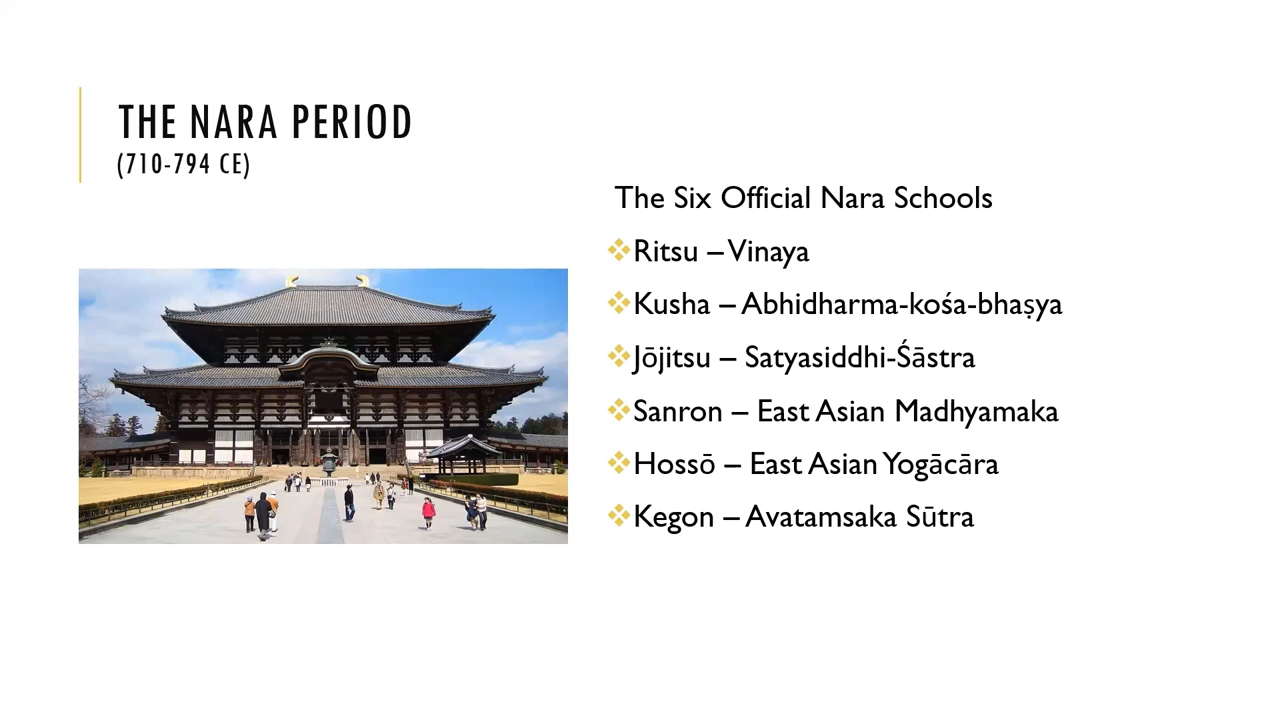 THE NARA PERIOD
(710-794 CE)
The Six Official Nara Schools
Ritsu – Vinaya
Kusha – Abhidharma-kośa-bhaṣya
Jōjitsu – Satyasiddhi-Śāstra
Sanron – East Asian Madhyamaka
Hossō – East Asian Yogācāra
Kegon – Avatamsaka Sūtra